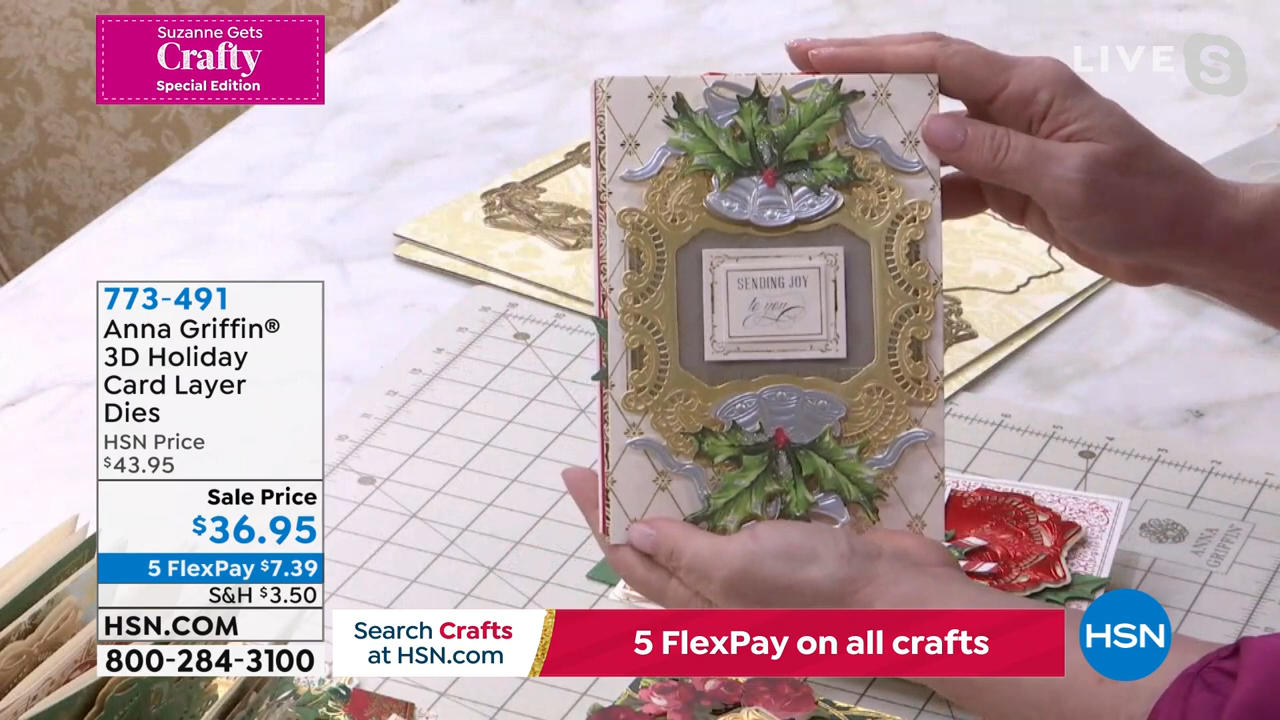 Suzanne Gets
Crafty
Special Edition
LIVE S
773-491
Anna Griffin®
3D Holiday
Card Layer
Dies
HSN Price
$43.95
Sale Price
$36.95
5 FlexPay $7.39
S&H $3.50
HSN.COM
800-284-3100
SENDING JOY
to you
ANNA
GRIFFIN
Search Crafts
at HSN.com
5 FlexPay on all crafts
HSN